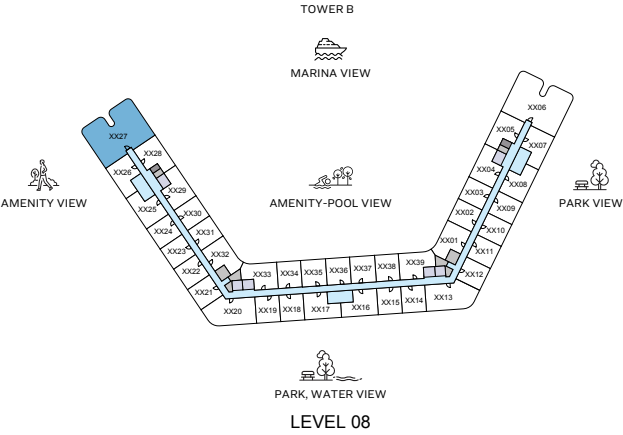 TOWER B
MARINA VIEW
XX06
XX05
XX07
XX27
XX28
XX26
XX04
XX08
XX29
XX03
XX09
XX25
XX30
XX02
XX10
XX24
XX31
XX01
XX11
XX23
XX32
XX22
XX12
XX21
XX33
XX34
XX35
XX36
XX37
XX38
XX39
XX20
XX19
XX18
XX17
XX16
XX15
XX14
XX13
AMENITY VIEW
AMENITY-POOL VIEW
PARK VIEW
PARK, WATER VIEW
LEVEL 08